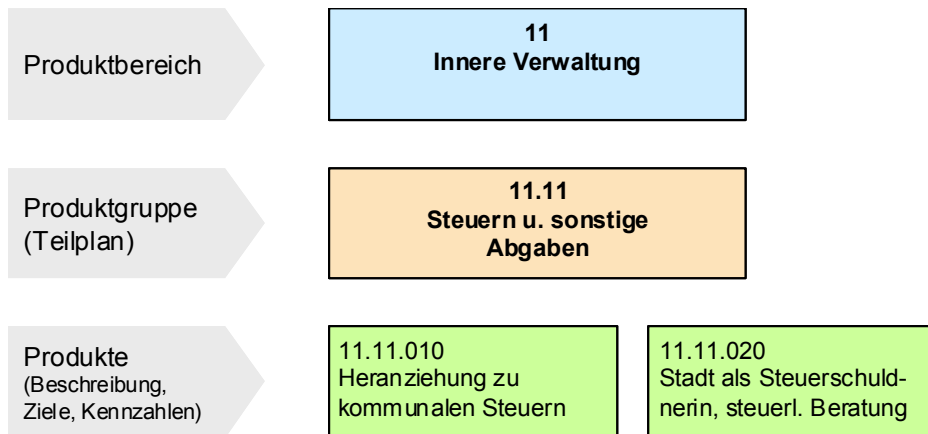 Produktbereich
11
Innere Verwaltung
Produktgruppe
(Teilplan)
11.11
Steuern u. sonstige
Abgaben
Produkte
(Beschreibung,
Ziele, Kennzahlen)
11.11.010
Heranziehung zu
kommunalen Steuern
11.11.020
Stadt als Steuerschuld-
nerin, steuerl. Beratung